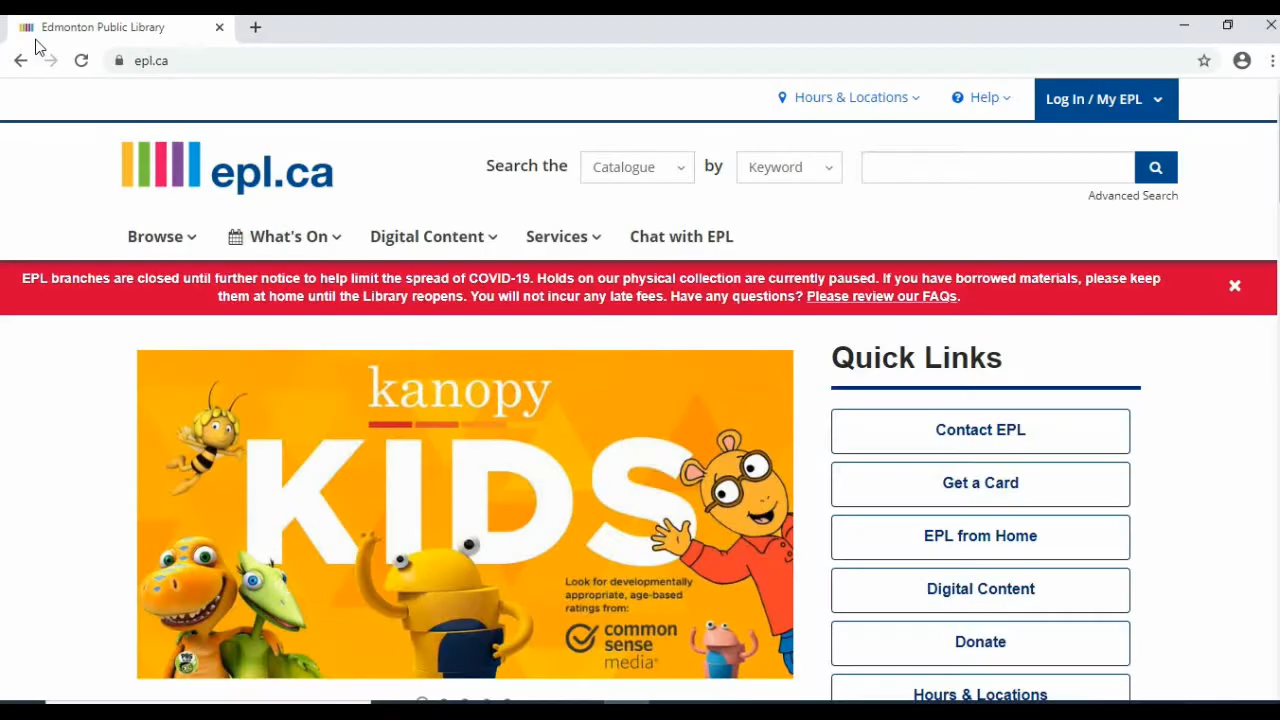 Edmonton Public Library
epl.ca
Hours & Locations
Help
Log In / My EPL
epl.ca
Search the
Catalogue
by
Keyword
Advanced Search
Browse
What's On
Digital Content
Services
Chat with EPL
EPL branches are closed until further notice to help limit the spread of COVID-19. Holds on our physical collection are currently paused. If you have borrowed materials, please keep
them at home until the Library reopens. You will not incur any late fees. Have any questions? Please review our FAQs.
kanopy
KIDS
Look for developmentally
appropriate, age-based
ratings from:
common
sense
media
Quick Links
Contact EPL
Get a Card
EPL from Home
Digital Content
Donate
Hours & Locations